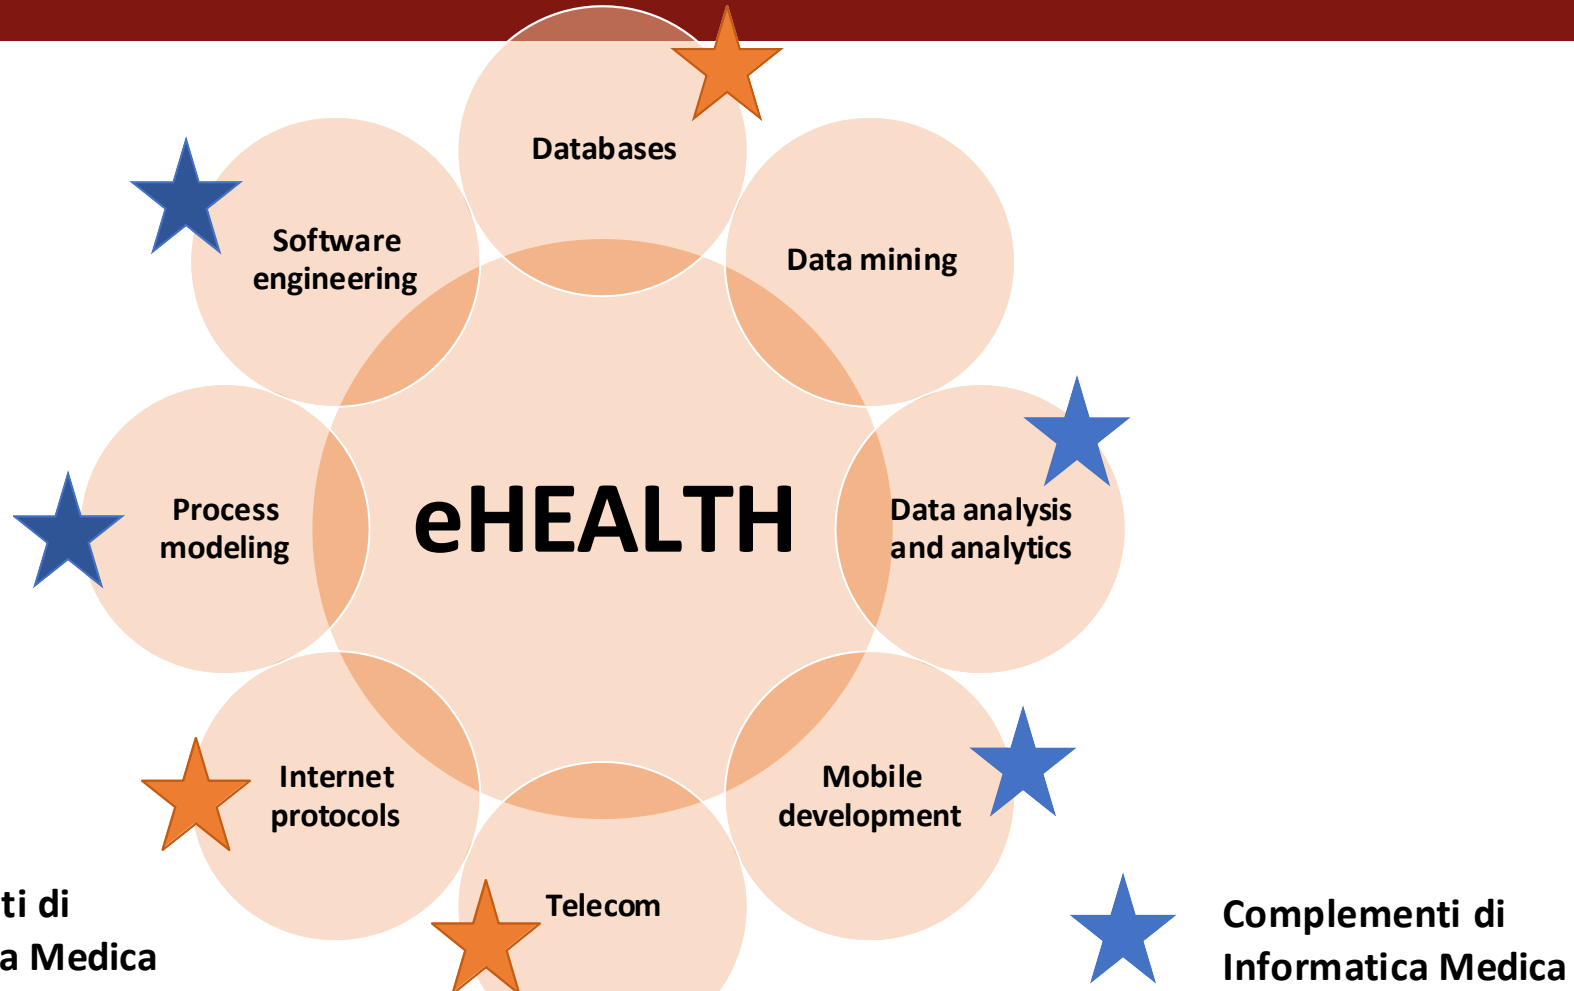 Databases
Software
engineering
Data mining
Process
modeling
eHEALTH
Data analysis
and analytics
Internet
protocols
Mobile
development
Telecom
ti di
a Medica
Complementi di
Informatica Medica